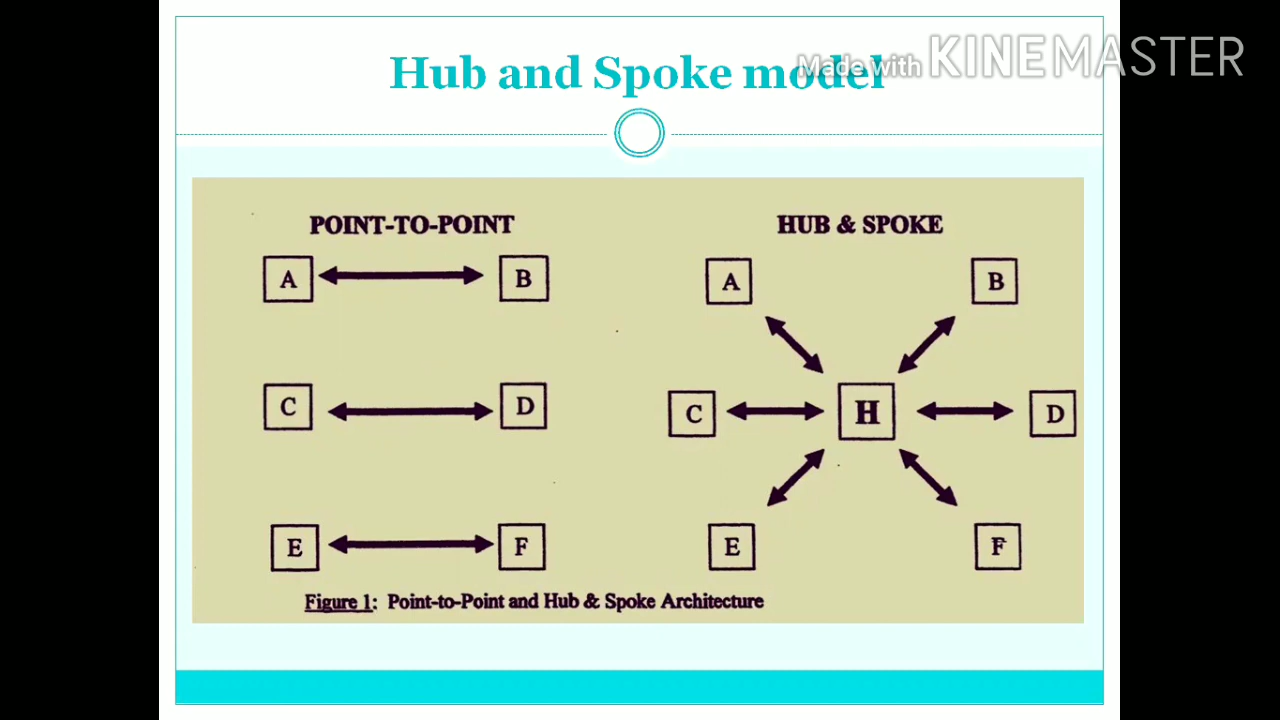 Hub and Spoke model
Made with KINEMASTER
POINT-TO-POINT
HUB & SPOKE
A
B
A
B
C
D
C
H
D
E
F
E
F
Figure 1: Point-to-Point and Hub & Spoke Architecture